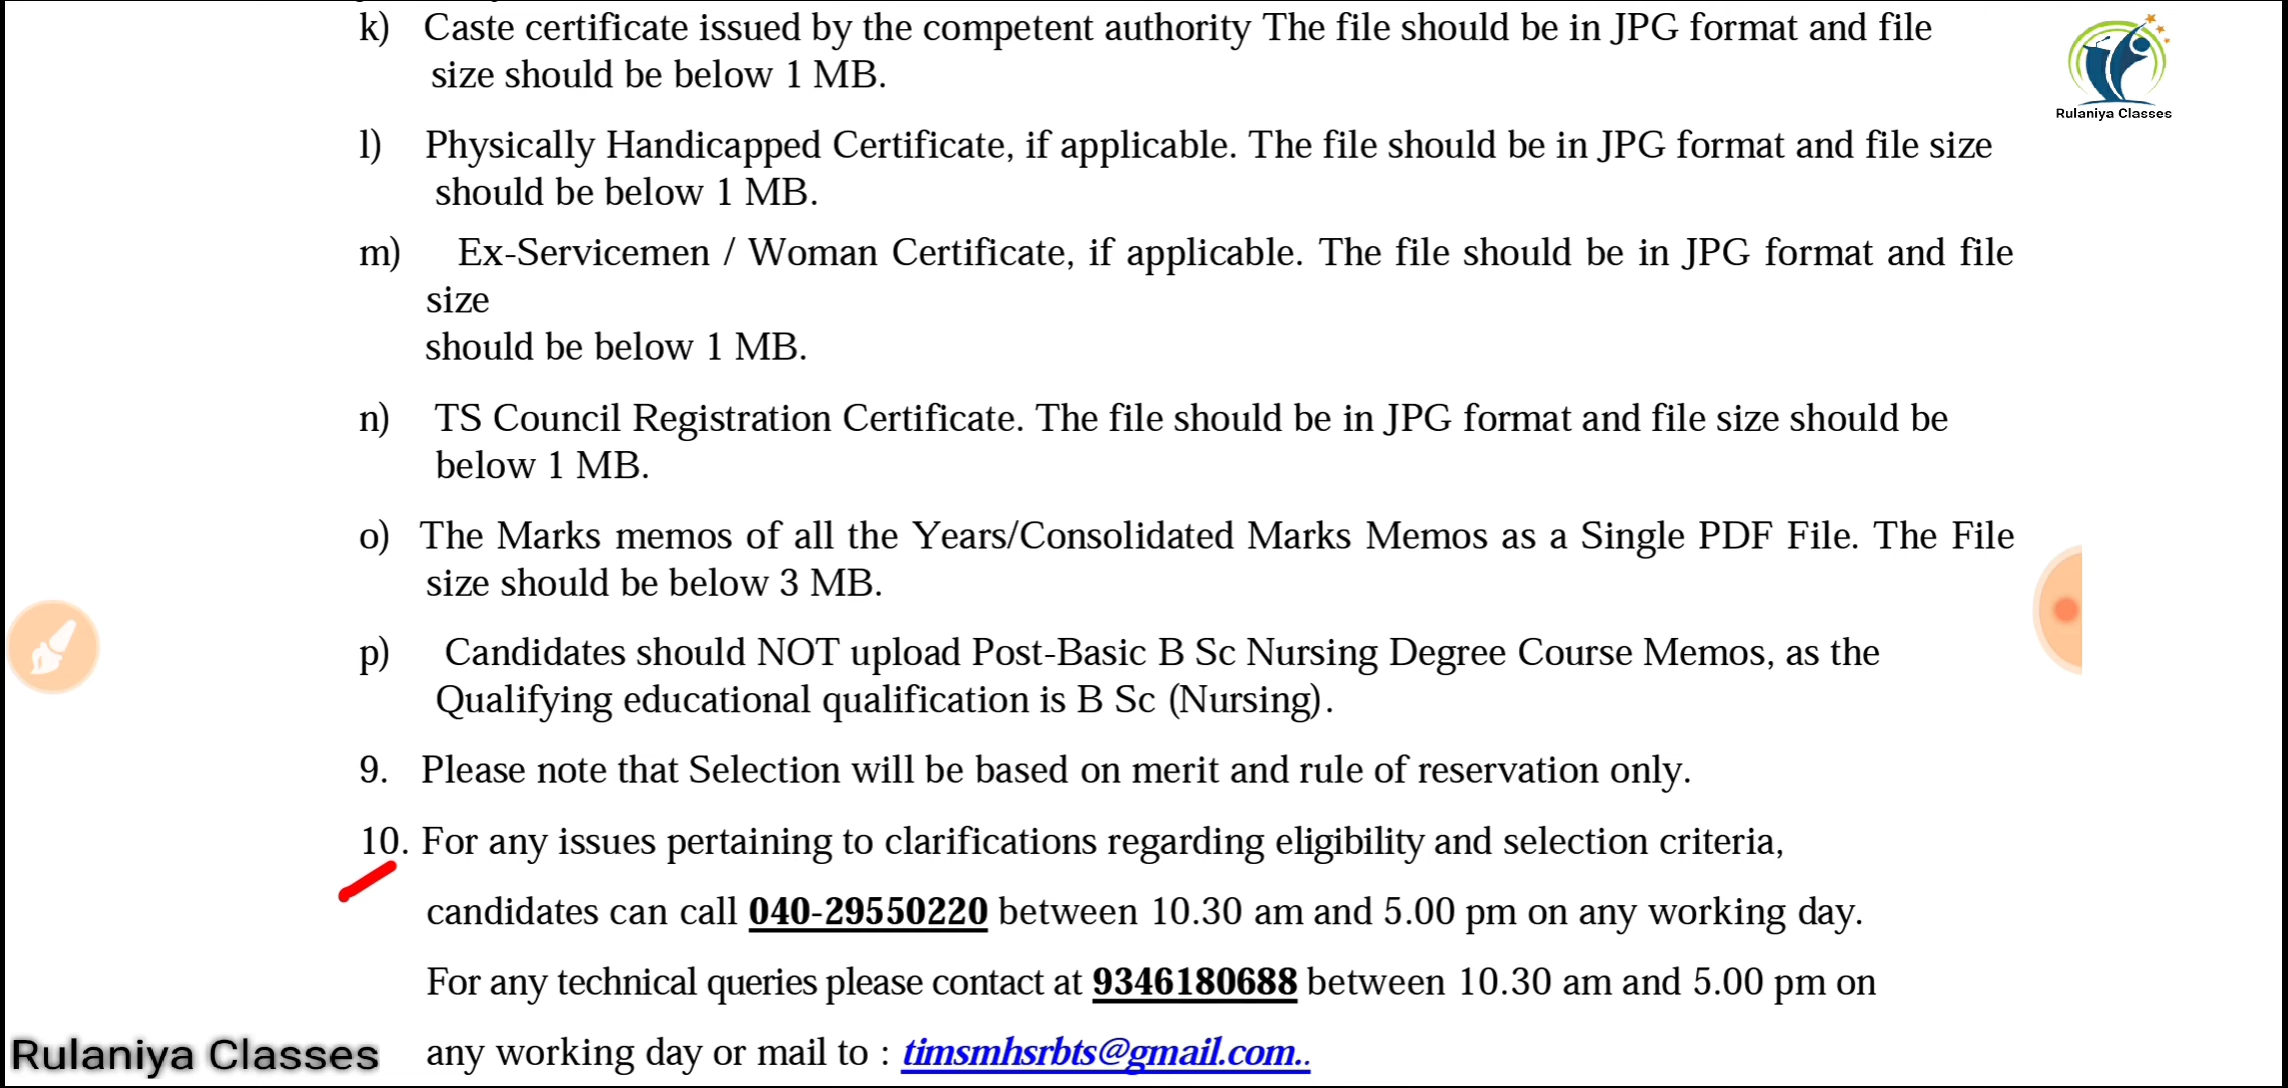 k) Caste certificate issued by the competent authority The file should be in JPG format and file
size should be below 1 MB.
Rulaniya Classes
l) Physically Handicapped Certificate, if applicable. The file should be in JPG format and file size
should be below 1 MB.
m) Ex-Servicemen / Woman Certificate, if applicable. The file should be in JPG format and file
size
should be below 1 MB.
n) TS Council Registration Certificate. The file should be in JPG format and file size should be
below 1 MB.
o) The Marks memos of all the Years/Consolidated Marks Memos as a Single PDF File. The File
size should be below 3 MB.
p) Candidates should NOT upload Post-Basic B Sc Nursing Degree Course Memos, as the
Qualifying educational qualification is B Sc (Nursing).
9. Please note that Selection will be based on merit and rule of reservation only.
10. For any issues pertaining to clarifications regarding eligibility and selection criteria,
candidates can call 040-29550220 between 10.30 am and 5.00 pm on any working day.
For any technical queries please contact at 9346180688 between 10.30 am and 5.00 pm on
any working day or mail to : timsmhsrbts@gmail.com..
Rulaniya Classes